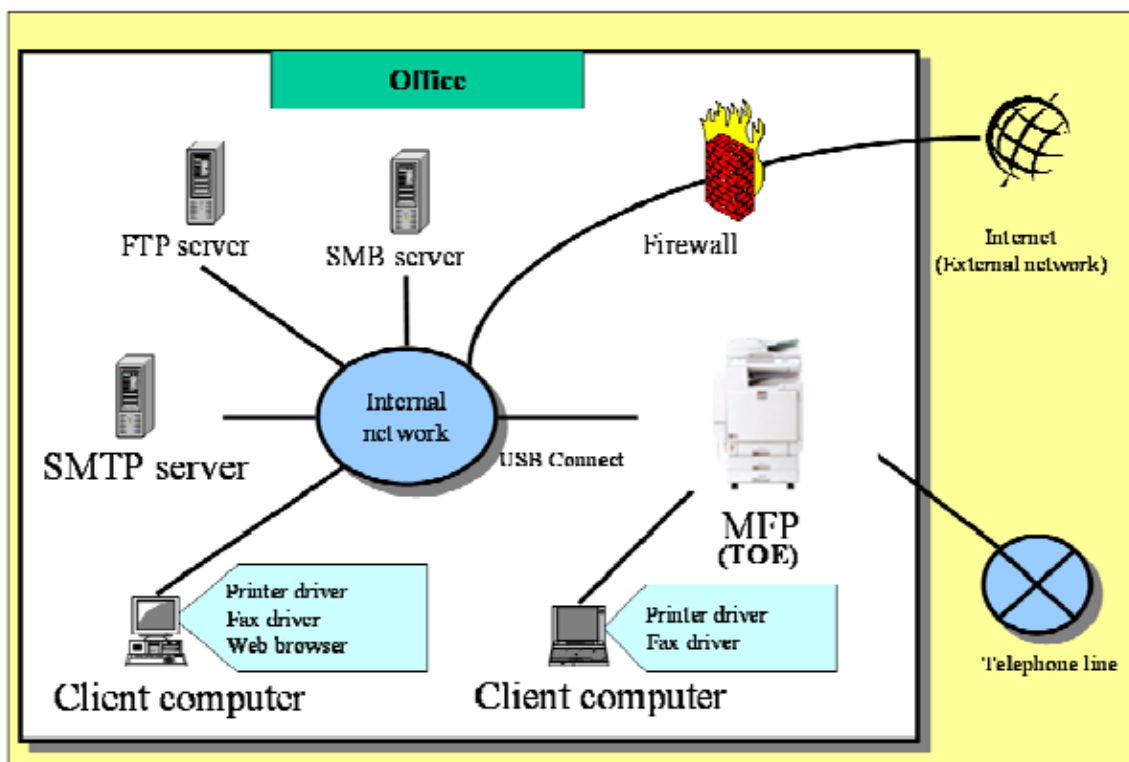 Office
FTP server
SMB server
Firewall
Internet
(External network)
Internal
network
SMTP server
USB Connect
MFP
(TOE)
Printer driver
Fax driver
Web browser
Printer driver
Fax driver
Client computer
Client computer
Telephone line